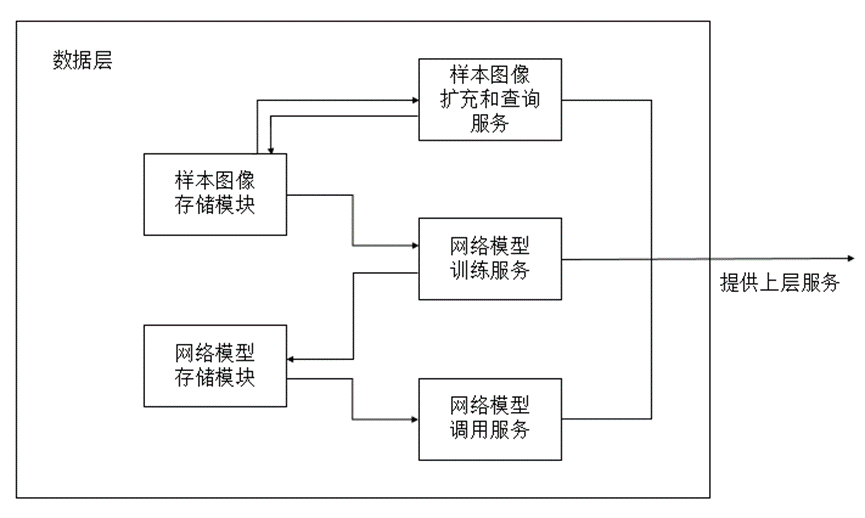 数据层
样本图像
扩充和查询
服务
样本图像
存储模块
网络模型
训练服务
提供上层服务
网络模型
存储模块
网络模型
调用服务